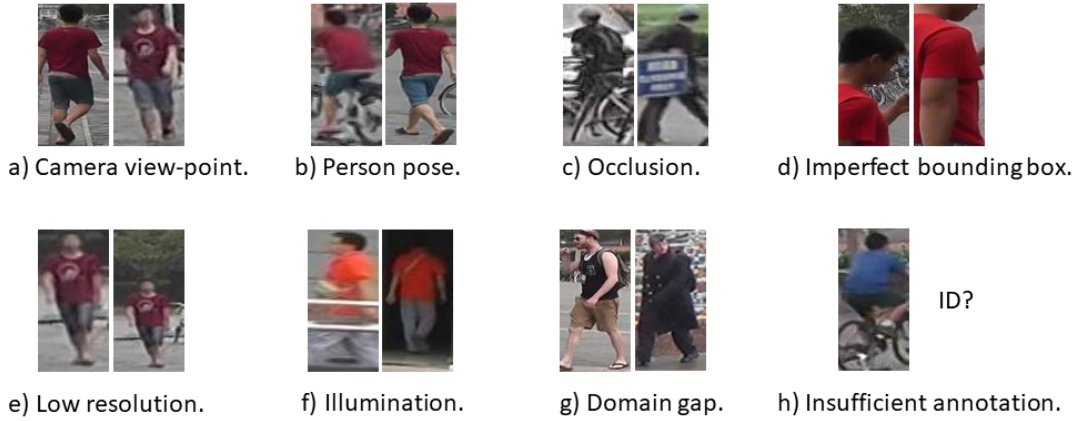 a) Camera view-point.
b) Person pose.
c) Occlusion.
d) Imperfect bounding box.
ID?
e) Low resolution.
f) Illumination.
g) Domain gap.
h) Insufficient annotation.